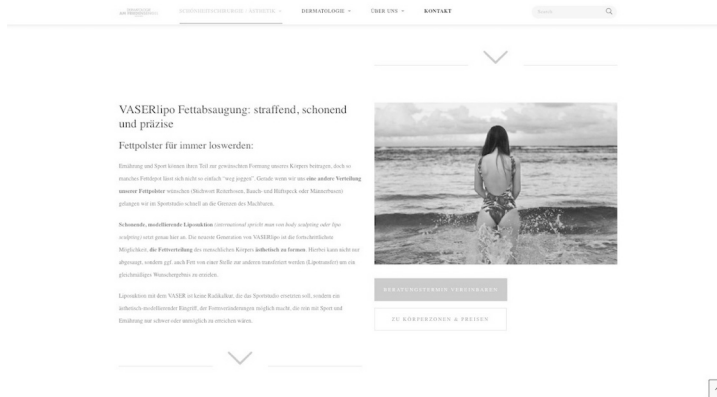 SCHÖNHEITSCHIRURGIE / ÄSTHETIK
DERMATOLOGIE
ÜBER UNS
KONTAKT
Search
VASERlipo Fettabsaugung: straffend, schonend
und präzise
Fettpolster für immer loswerden:
Ernährung und Sport können ihren Teil zur gewünschten Formung unseres Körpers beitragen, doch so
manches Fettdepot lässt sich nicht so einfach "weg joggen". Gerade wenn wir uns eine andere Verteilung
unserer Fettpolster wünschen (Stichwort Reiterhosen, Bauch- und Hüftspeck oder Männerbusen)
gelangen wir im Sportstudio schnell an die Grenzen des Machbaren.
Schonende, modellierende Liposuktion (international spricht man von body sculpting oder lipo
sculpting) setzt genau hier an. Die neueste Generation von VASERlipo ist die fortschrittlichste
Möglichkeit, die Fettverteilung des menschlichen Körpers ästhetisch zu formen. Hierbei kann nicht nur
abgesaugt, sondern ggf. auch Fett von einer Stelle zur anderen transferiert werden (Lipotransfer) um ein
gleichmäßiges Wunschergebnis zu erzielen.
Liposuktion mit dem VASER ist keine Radikalkur, die das Sportstudio ersetzen soll, sondern ein
ästhetisch-modellierender Eingriff, der Formveränderungen möglich macht, die rein mit Sport und
Ernährung nur schwer oder unmöglich zu erreichen wären.
BERATUNGSTERMIN VEREINBAREN
ZU KÖRPERZONEN & PREISEN